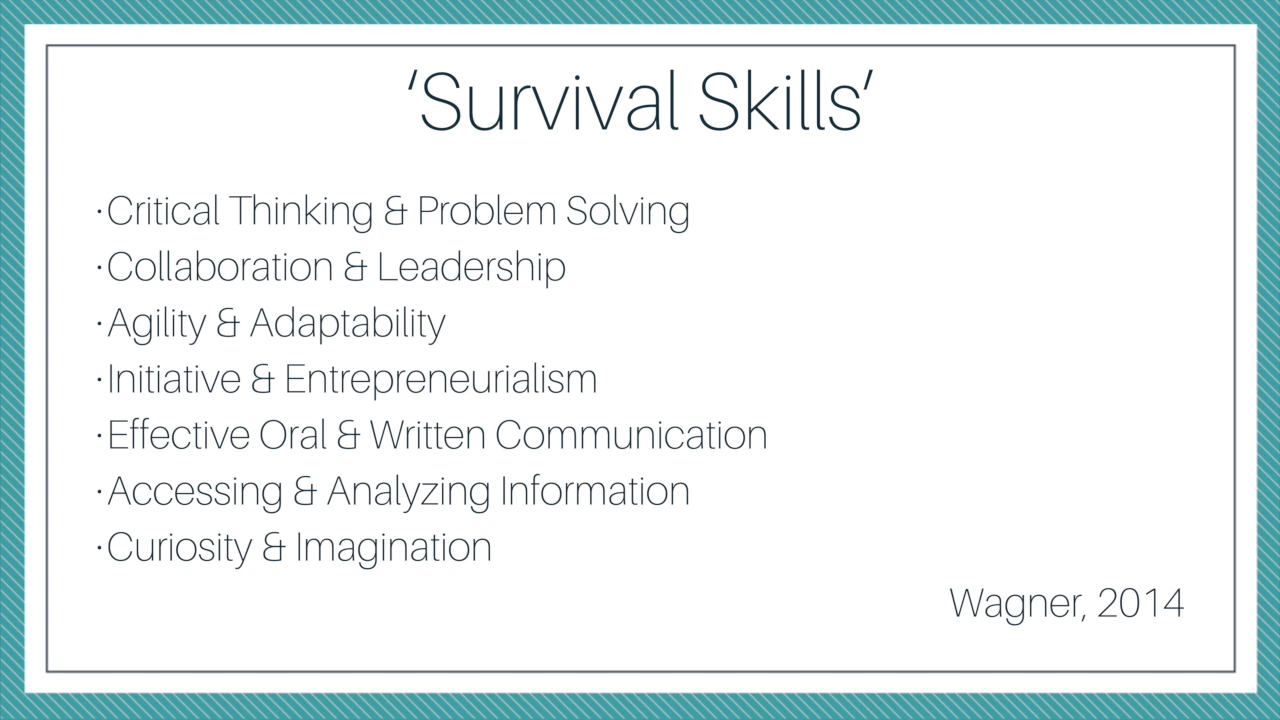 ‘Survival Skills’
·Critical Thinking & Problem Solving
·Collaboration & Leadership
·Agility & Adaptability
·Initiative & Entrepreneurialism
·Effective Oral & Written Communication
·Accessing & Analyzing Information
·Curiosity & Imagination
Wagner, 2014